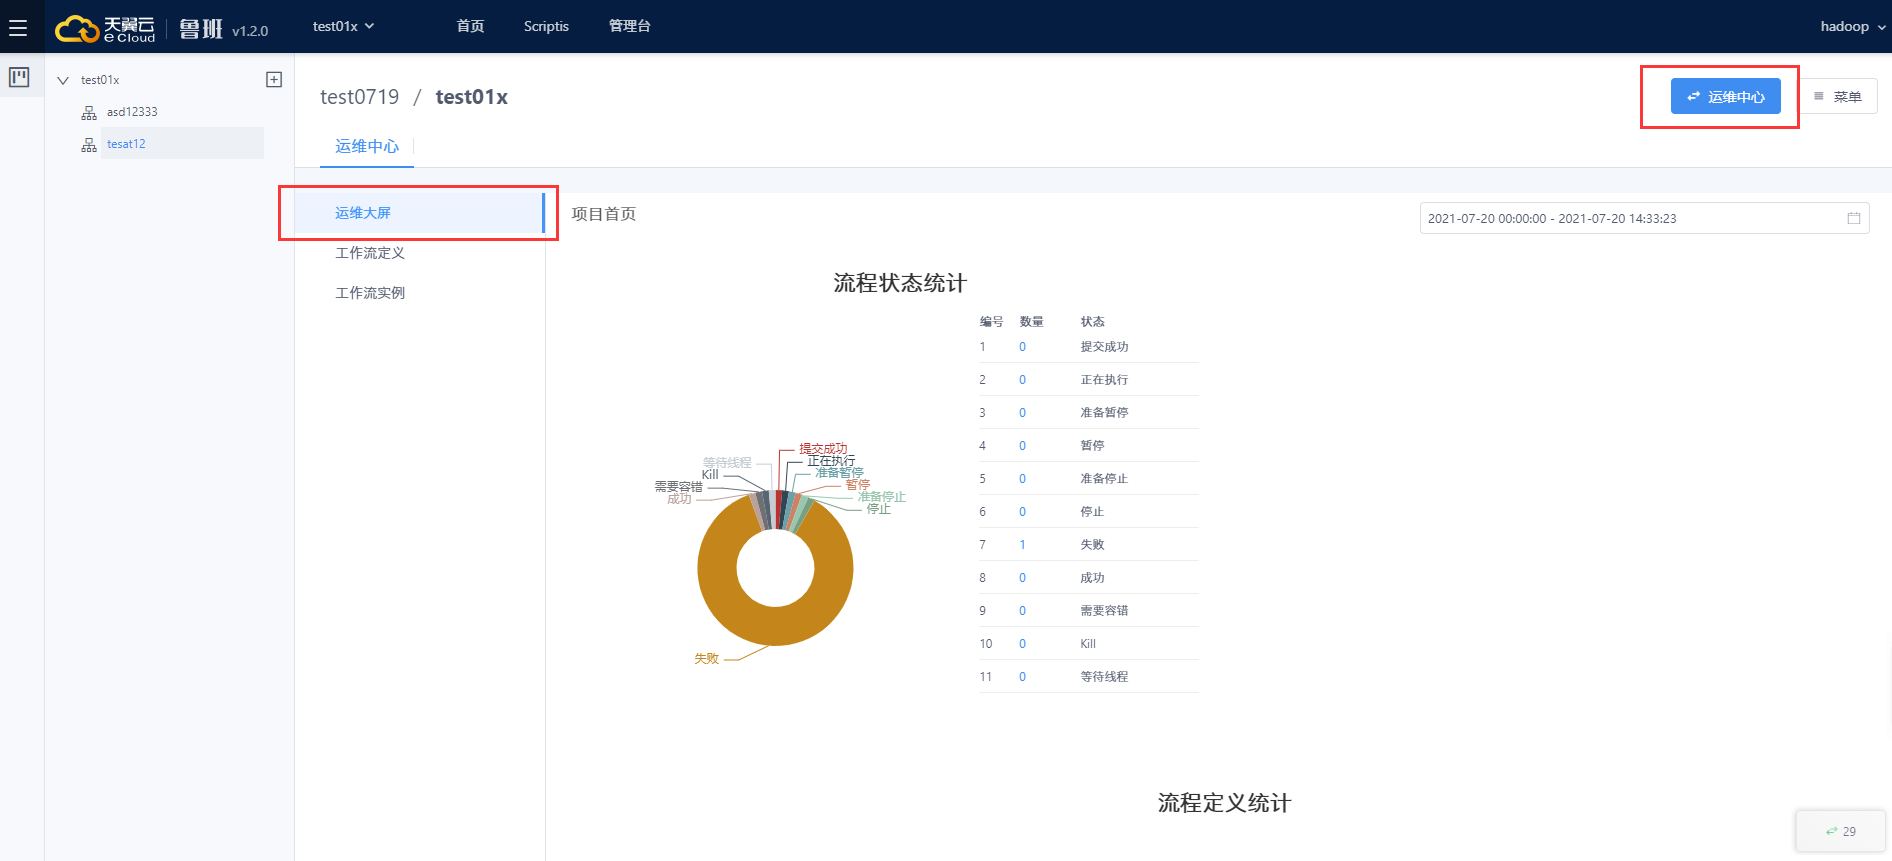 天翼云
e Cloud
鲁班 v1.2.0
test01x
首页
Scriptis
管理台
hadoop
test01x
asd12333
tesat12
test0719 / test01x
运维中心
菜单
运维中心
运维大屏
工作流定义
工作流实例
项目首页
2021-07-20 00:00:00 - 2021-07-20 14:33:23
流程状态统计
提交成功
正在执行
准备暂停
暂停
准备停止
停止
等待线程
Kill
需要容错
成功
失败
编号 数量 状态
1 0 提交成功
2 0 正在执行
3 0 准备暂停
4 0 暂停
5 0 准备停止
6 0 停止
7 1 失败
8 0 成功
9 0 需要容错
10 0 Kill
11 0 等待线程
流程定义统计
29